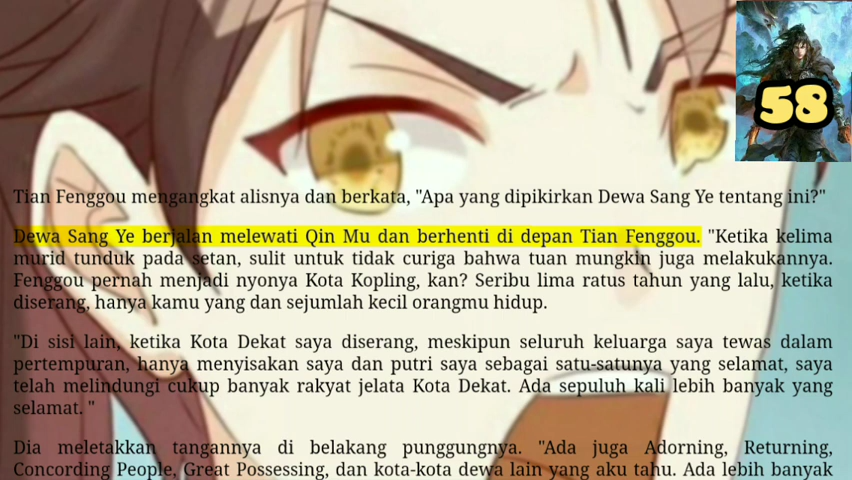 58
Tian Fenggou mengangkat alisnya dan berkata, "Apa yang dipikirkan Dewa Sang Ye tentang ini?"
Dewa Sang Ye berjalan melewati Qin Mu dan berhenti di depan Tian Fenggou. "Ketika kelima
murid tunduk pada setan, sulit untuk tidak curiga bahwa tuan mungkin juga melakukannya.
Fenggou pernah menjadi nyonya Kota Kopling, kan? Seribu lima ratus tahun yang lalu, ketika
diserang, hanya kamu yang dan sejumlah kecil orangmu hidup.
"Di sisi lain, ketika Kota Dekat saya diserang, meskipun seluruh keluarga saya tewas dalam
pertempuran, hanya menyisakan saya dan putri saya sebagai satu-satunya yang selamat, saya
telah melindungi cukup banyak rakyat jelata Kota Dekat. Ada sepuluh kali lebih banyak yang
selamat. "
Dia meletakkan tangannya di belakang punggungnya. "Ada juga Adorning, Returning,
Concording People, Great Possessing, dan kota-kota dewa lain yang aku tahu. Ada lebih banyak